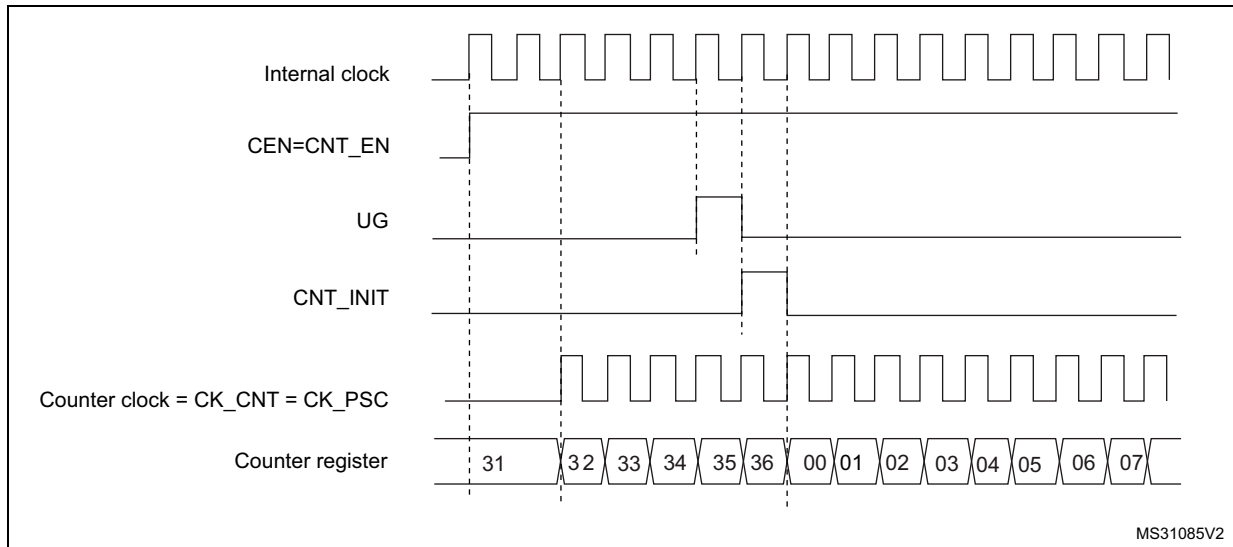 Internal clock
CEN=CNT_EN
UG
CNT_INIT
Counter clock = CK_CNT = CK_PSC
Counter register 31 32 33 34 35 36 00 01 02 03 04 05 06 07
MS31085V2